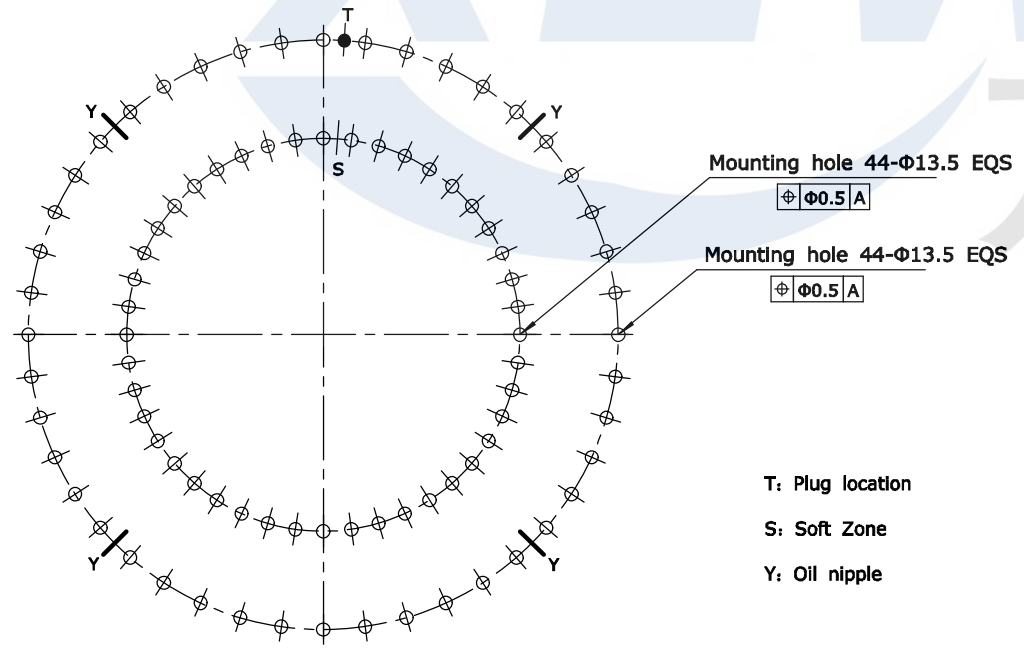 T
Y
Y
S
Mounting hole 44-Φ13.5 EQS
⌖ Φ0.5 A
Mounting hole 44-Φ13.5 EQS
⌖ Φ0.5 A
T: Plug location
S: Soft Zone
Y: Oil nipple
Y
Y